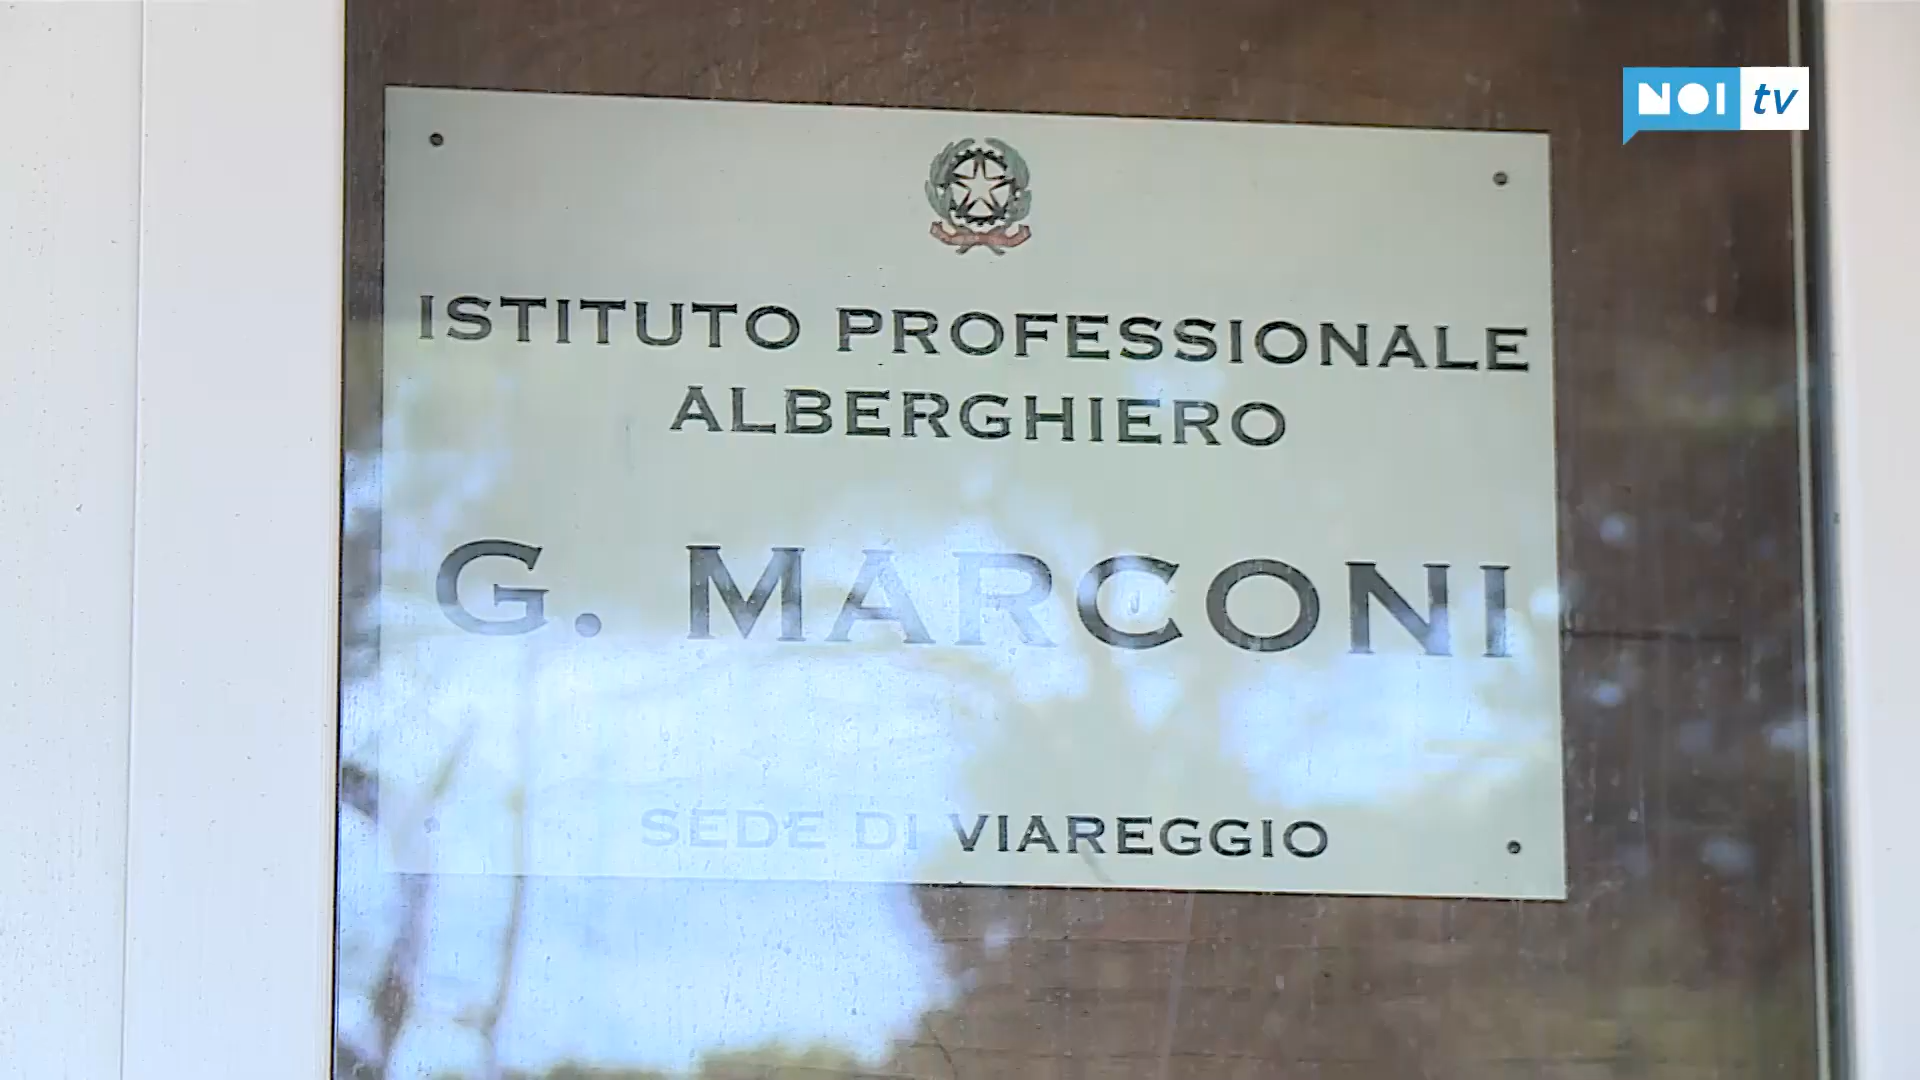 NOI tv
ISTITUTO PROFESSIONALE
ALBERGHIERO
G. MARCONI
SEDE DI VIAREGGIO